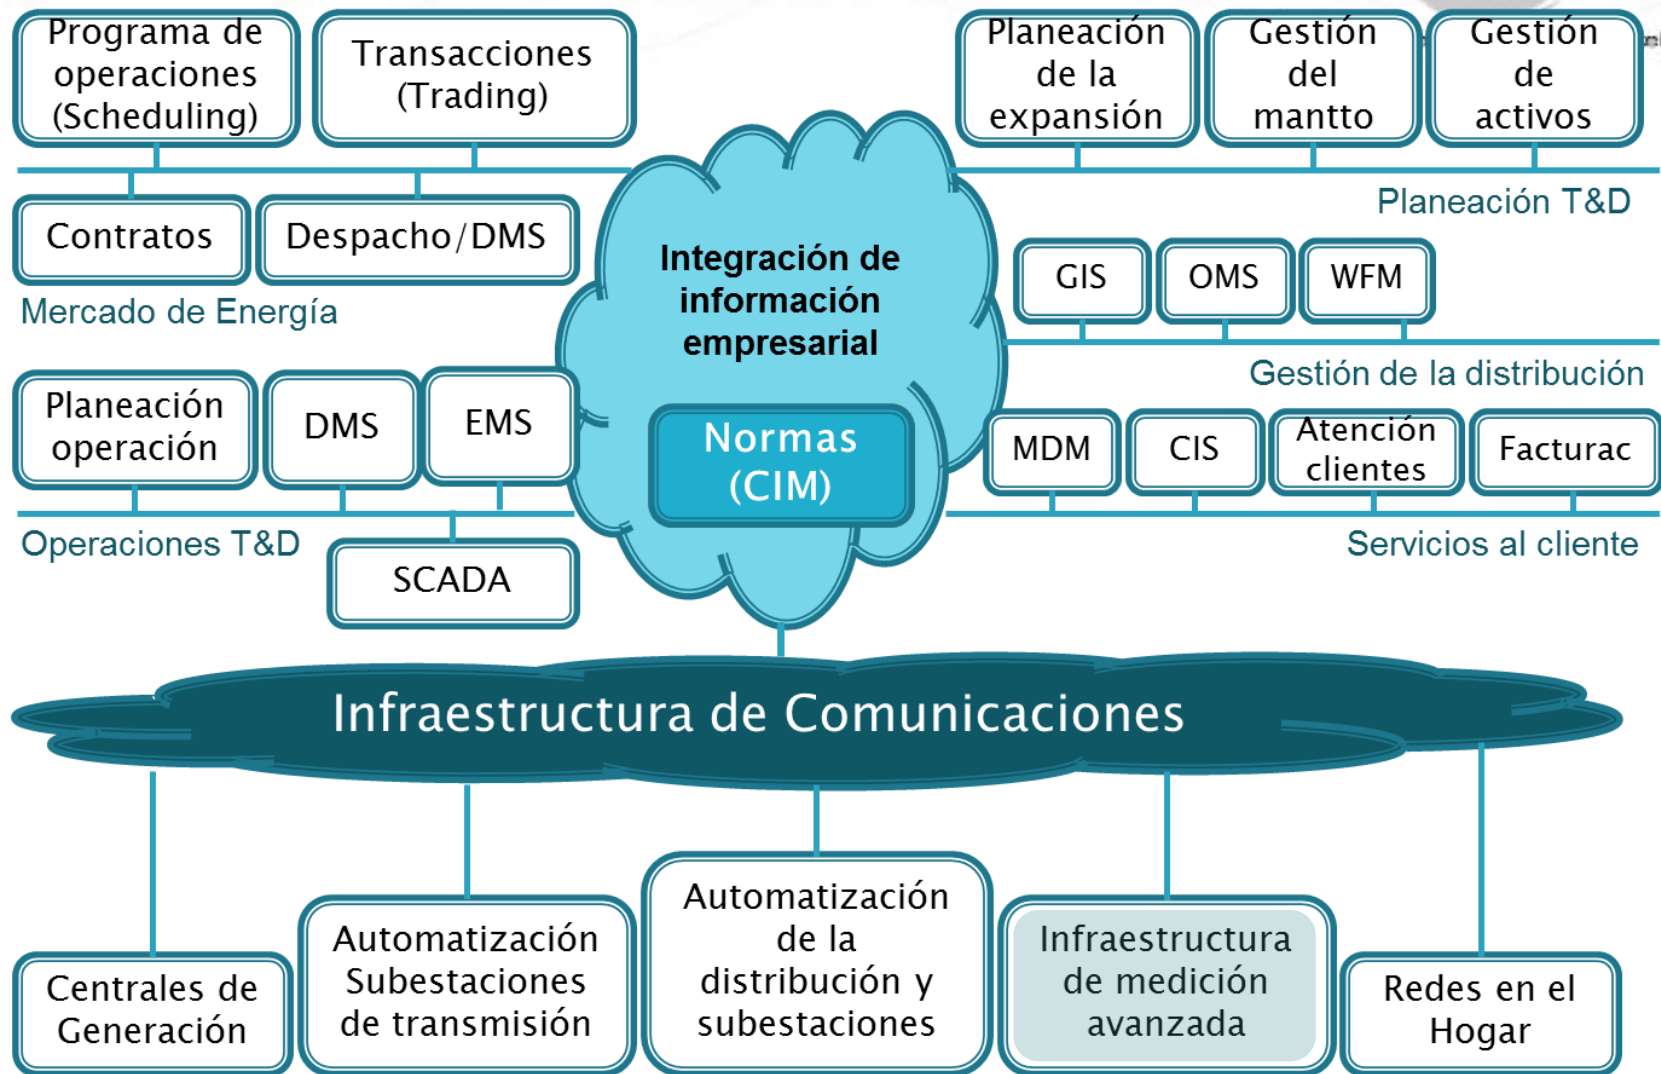 Programa de
operaciones
(Scheduling)
Transacciones
(Trading)
Contratos
Despacho/DMS
Mercado de Energía
Planeación
operación
DMS
EMS
Operaciones T&D
SCADA
Integración de
información
empresarial
Normas
(CIM)
Planeación
de la
expansión
Gestión
del
mantto
Gestión
de
activos
Planeación T&D
GIS
OMS
WFM
Gestión de la distribución
MDM
CIS
Atención
clientes
Facturac
Servicios al cliente
Infraestructura de Comunicaciones
Centrales de
Generación
Automatización
Subestaciones
de transmisión
Automatización
de la
distribución y
subestaciones
Infraestructura
de medición
avanzada
Redes en el
Hogar